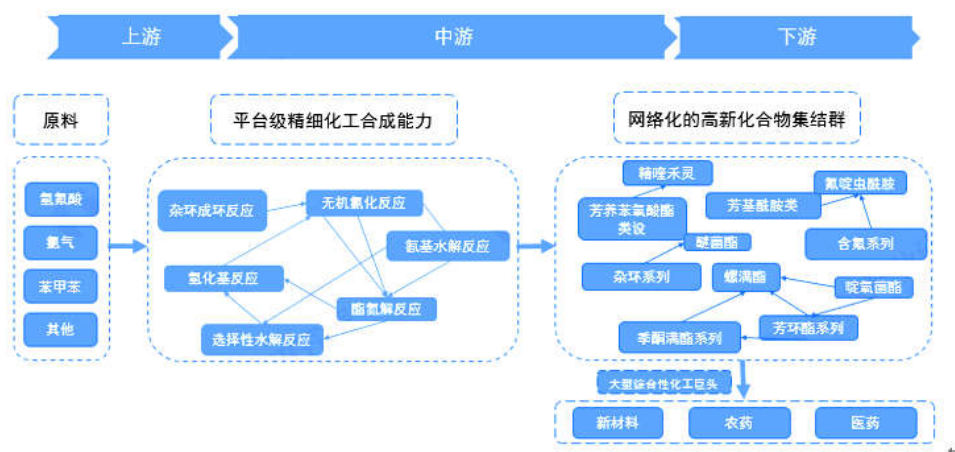 上游
中游
下游
原料
平台级精细化工合成能力
网络化的高新化合物集结群
氢氰酸
氯气
苯甲苯
其他
杂环成环反应
无机氰化反应
氨基水解反应
氢化基反应
酯氨解反应
选择性水解反应
精喹禾灵
芳养苯氧酸酯
类设
醚菌酯
杂环系列
芳基酰胺类
氟啶虫酰胺
含氟系列
螺满酯
啶氧菌酯
芳环酯系列
季酮满酯系列
大型综合性化工巨头
新材料
农药
医药